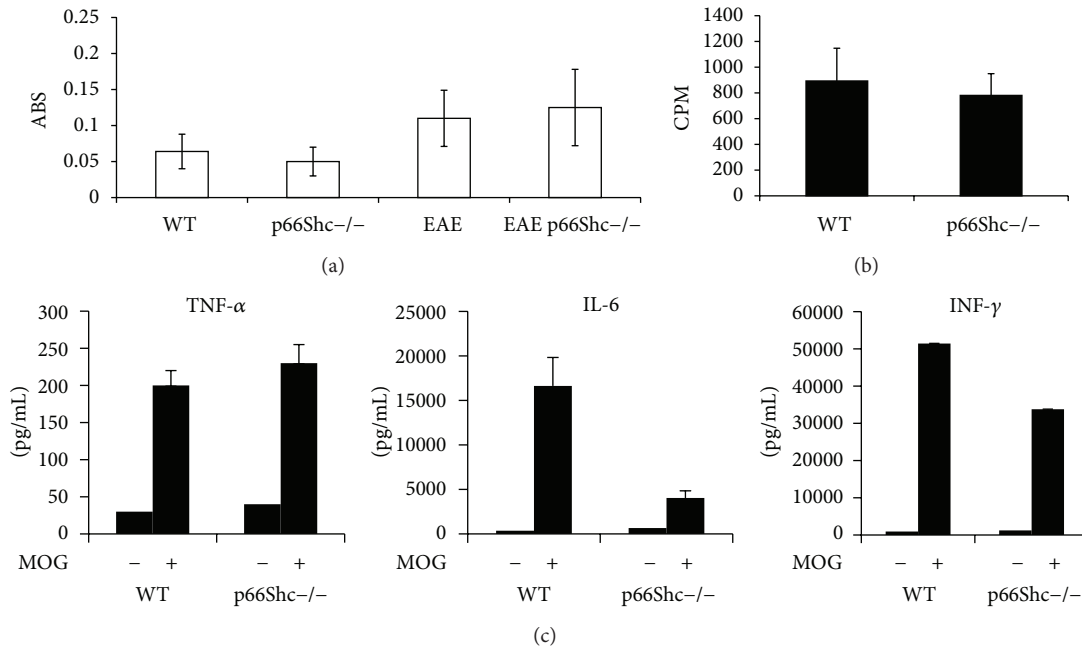 0.25
0.2
0.15
0.1
0.05
0
ABS
WT p66Shc−/− EAE EAE p66Shc−/−
(a)
1400
1200
1000
800
600
400
200
0
CPM
WT p66Shc−/−
(b)
TNF-α
300
250
200
150
100
50
0
(pg/mL)
MOG − + − +
WT p66Shc−/−
IL-6
25000
20000
15000
10000
5000
0
(pg/mL)
− + − +
WT p66Shc−/−
INF-γ
60000
50000
40000
30000
20000
10000
0
(pg/mL)
MOG − + − +
WT p66Shc−/−
(c)